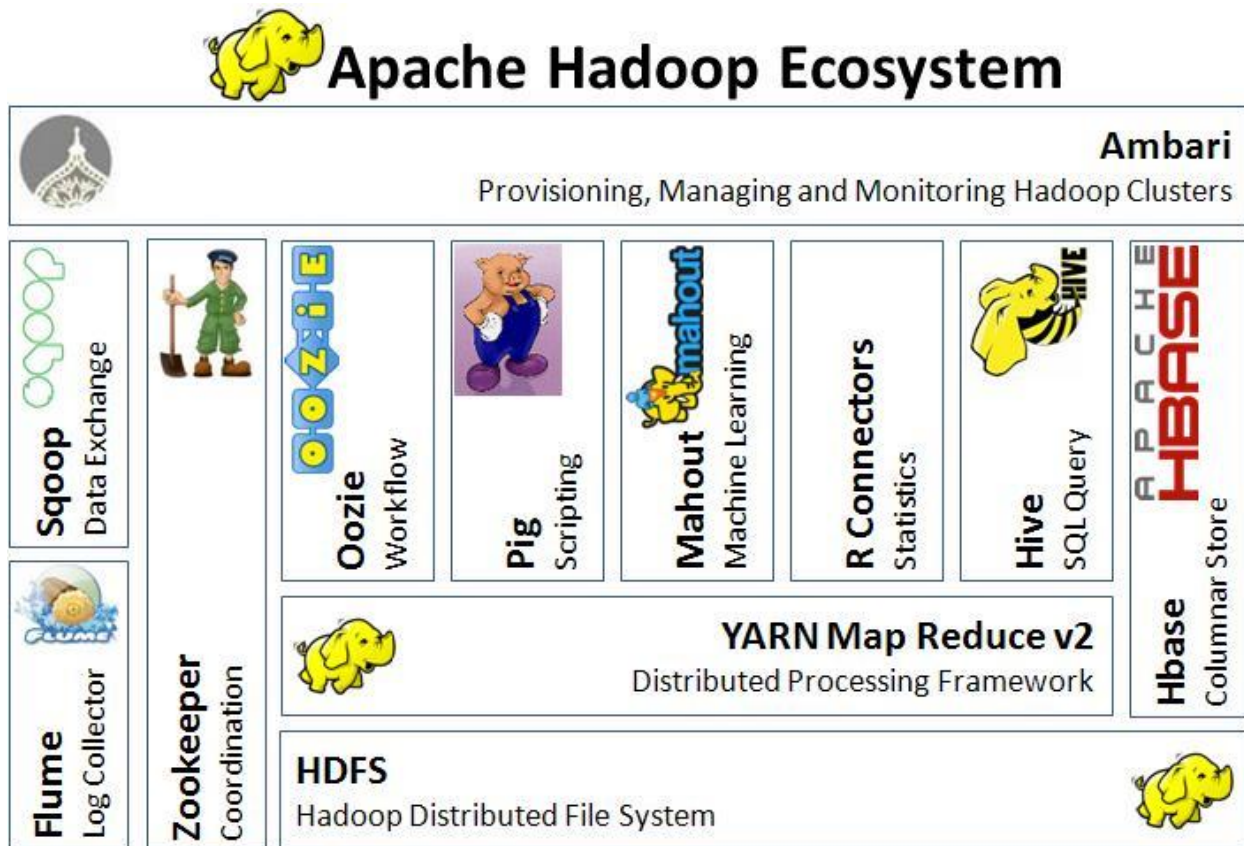 Apache Hadoop Ecosystem
Ambari
Provisioning, Managing and Monitoring Hadoop Clusters
sqoop
Sqoop
Data Exchange
Zookeeper
Coordination
OOZIE
Oozie
Workflow
Pig
Scripting
mahout
Mahout
Machine Learning
R Connectors
Statistics
HIVE
Hive
SQL Query
APACHE
HBASE
Hbase
Columnar Store
FLUME
Flume
Log Collector
YARN Map Reduce v2
Distributed Processing Framework
HDFS
Hadoop Distributed File System